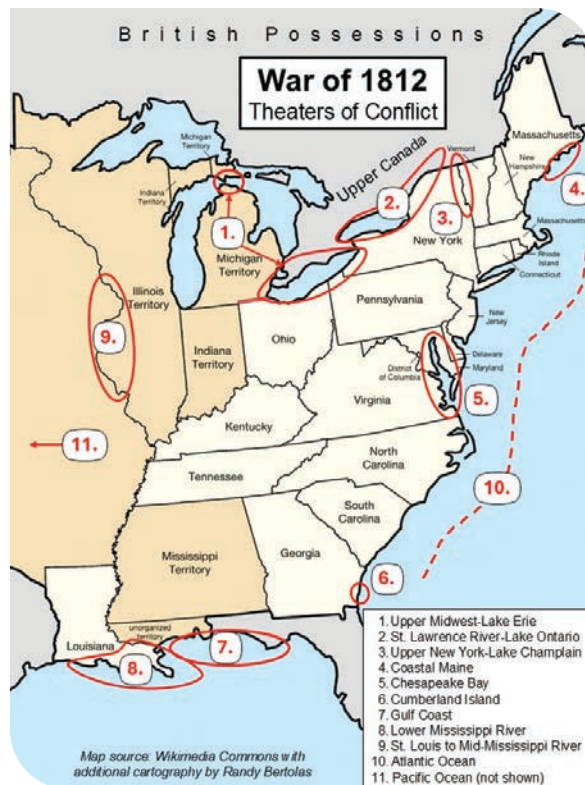 British Possessions
War of 1812
Theaters of Conflict
Michigan
Territory
Indiana
Territory
1.
Michigan
Territory
Upper Canada
2.
Vermont
3.
New York
Massachusetts
New
Hampshire
4.
Massachusetts
Rhode
Island
Connecticut
Illinois
Territory
9.
Indiana
Territory
Ohio
Pennsylvania
New
Jersey
Delaware
Maryland
District
of Columbia
Virginia
5.
Kentucky
11.
Tennessee
North
Carolina
10.
South
Carolina
Mississippi
Territory
Georgia
6.
unorganized
territory
Louisiana
7.
8.
1. Upper Midwest-Lake Erie
2. St. Lawrence River-Lake Ontario
3. Upper New York-Lake Champlain
4. Coastal Maine
5. Chesapeake Bay
6. Cumberland Island
7. Gulf Coast
8. Lower Mississippi River
9. St. Louis to Mid-Mississippi River
10. Atlantic Ocean
11. Pacific Ocean (not shown)
Map source: Wikimedia Commons with
additional cartography by Randy Bertolas